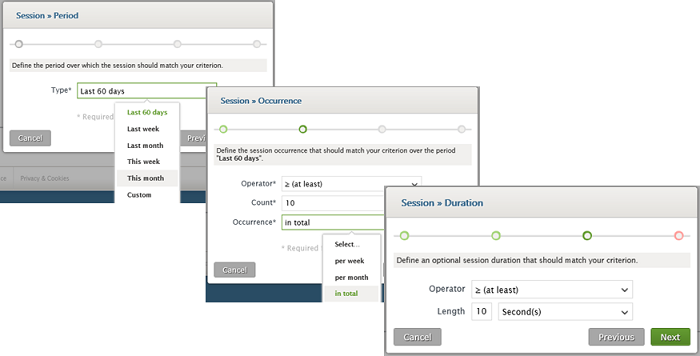 Session » Period
Define the period over which the session should match your criterion.
Type* Last 60 days
Last 60 days
Last week
Last month
This week
This month
Custom
* Required
Cancel
Previ
Privacy & Cookies
Session » Occurrence
Define the session occurrence that should match your criterion over the period
"Last 60 days".
Operator* ≥ (at least)
Count* 10
Occurrence* in total
Select...
per week
per month
in total
* Required
Cancel
Session » Duration
Define an optional session duration that should match your criterion.
Operator ≥ (at least)
Length 10 Second(s)
Cancel Previous Next